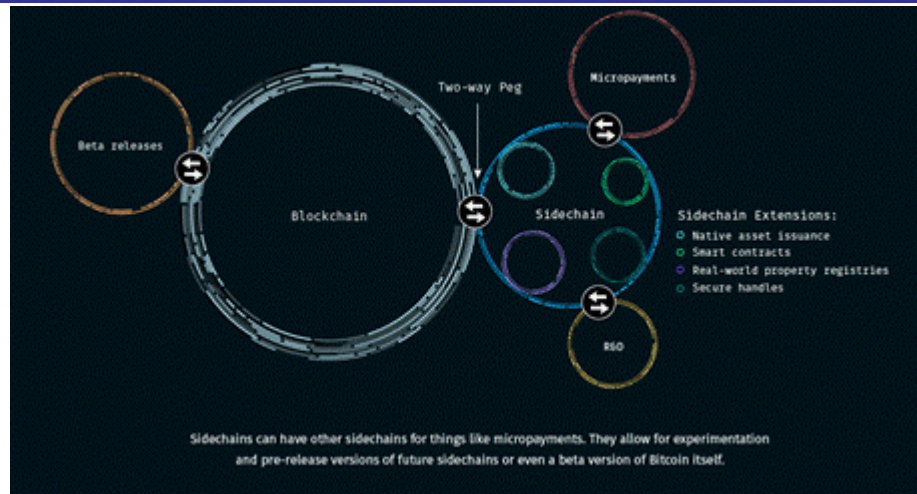 Micropayments
Two-way Peg
Beta releases
Blockchain
Sidechain
Sidechain Extensions:
Native asset issuance
Smart contracts
Real-world property registries
Secure handles
R&D
Sidechains can have other sidechains for things like micropayments. They allow for experimentation
and pre-release versions of future sidechains or even a beta version of Bitcoin itself.